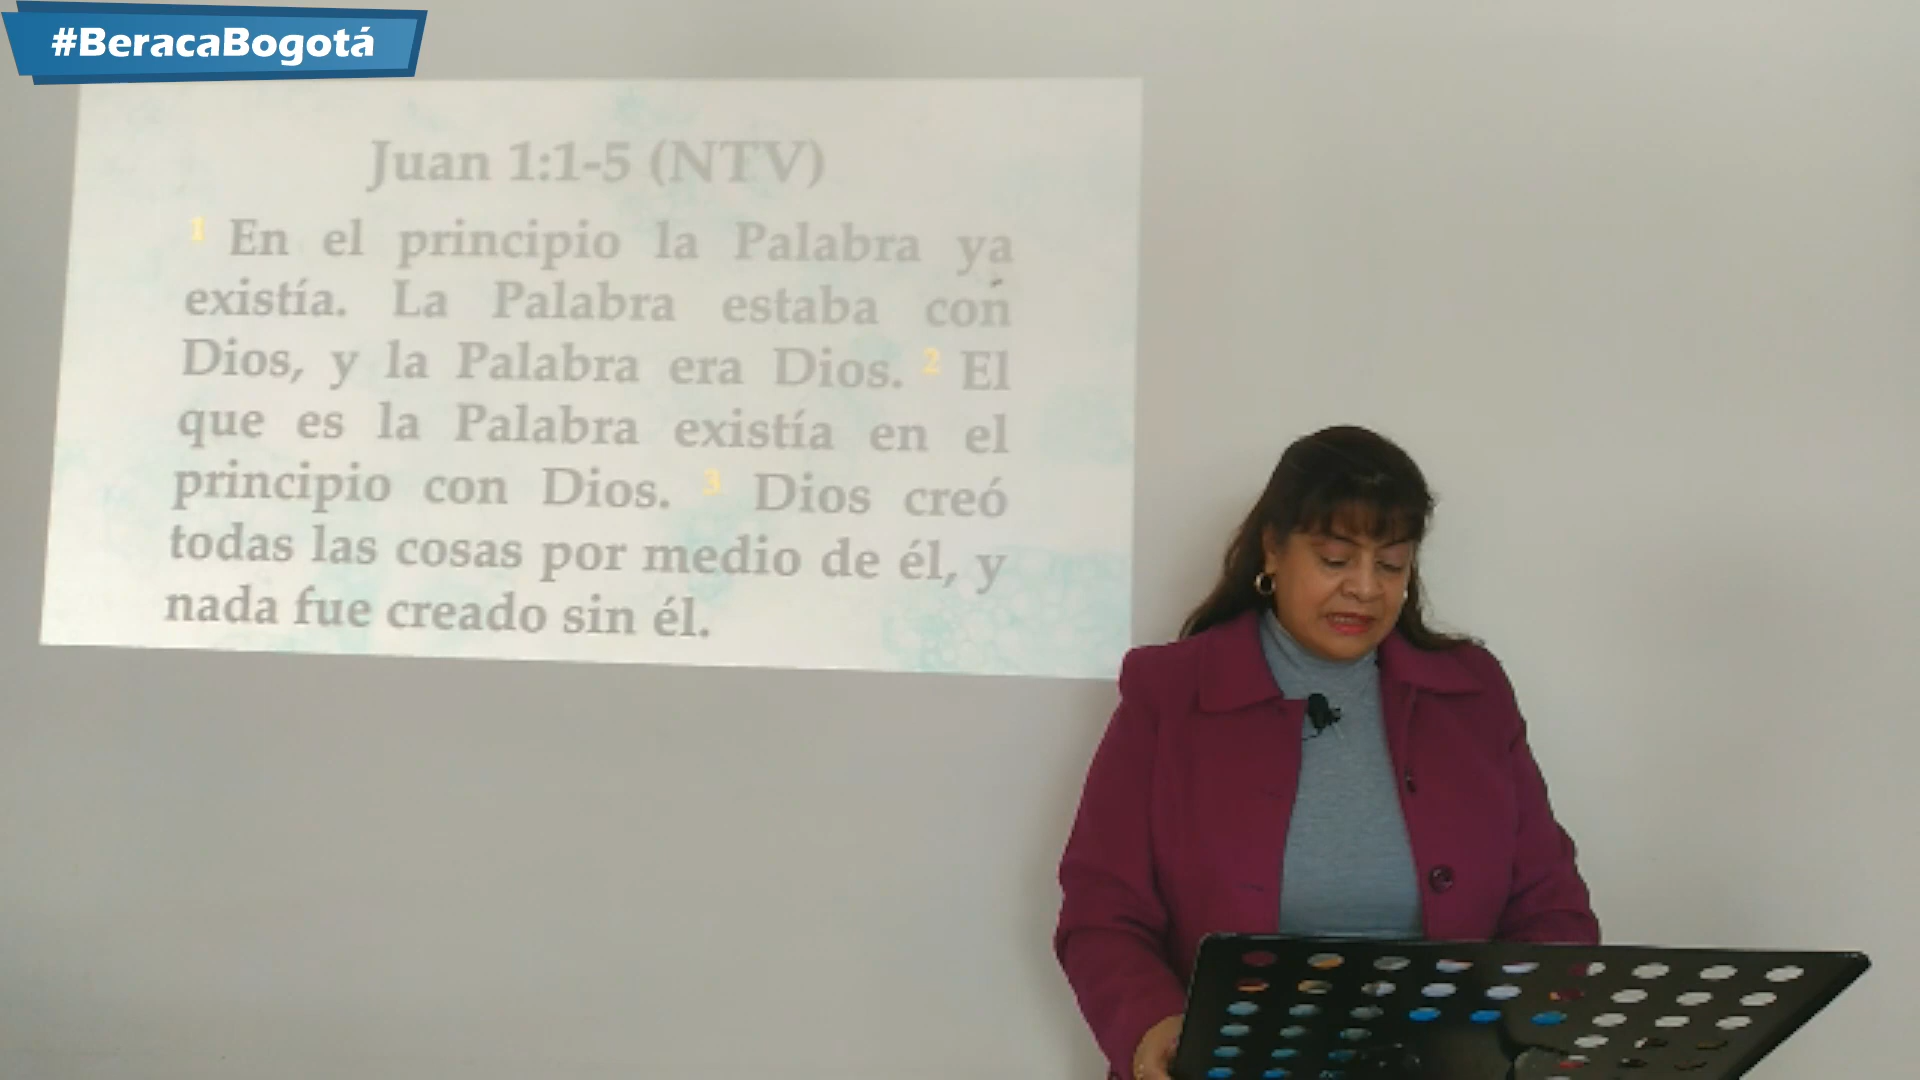 #BeracaBogotá
Juan 1:1-5 (NTV)
1 En el principio la Palabra ya
existía. La Palabra estaba con
Dios, y la Palabra era Dios. 2 El
que es la Palabra existía en el
principio con Dios. 3 Dios creó
todas las cosas por medio de él, y
nada fue creado sin él.